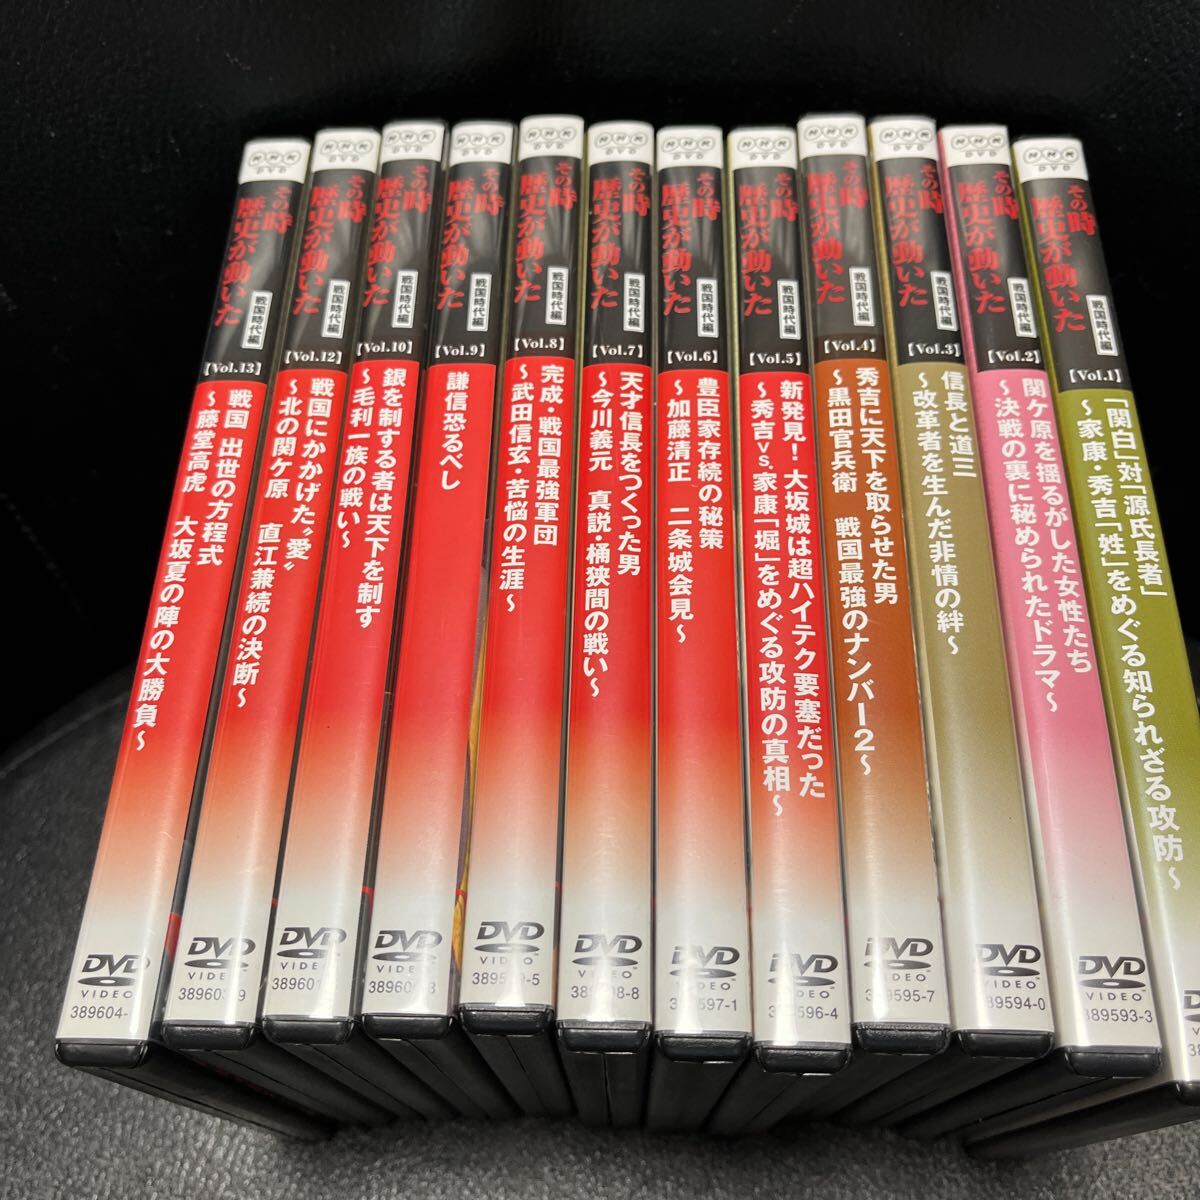 NHK
DVD
その時
歴史が動いた
戦国時代編
【Vol.13】
戦国 出世の方程式
～藤堂高虎 大坂夏の陣の大勝負～
DVD
VIDEO
389604-
NHK
DVD
その時
歴史が動いた
戦国時代編
【Vol.12】
戦国にかかげた“愛”
～北の関ケ原 直江兼続の決断～
DVD
VIDEO
NHK
DVD
その時
歴史が動いた
戦国時代編
【Vol.10】
銀を制する者は天下を制す
～毛利一族の戦い～
DVD
VIDEO
NHK
DVD
その時
歴史が動いた
戦国時代編
【Vol.9】
謙信恐るべし
DVD
VIDEO
NHK
DVD
その時
歴史が動いた
戦国時代編
【Vol.8】
完成・戦国最強軍団
～武田信玄・苦悩の生涯～
DVD
VIDEO
NHK
DVD
その時
歴史が動いた
戦国時代編
【Vol.7】
天才信長をつくった男
～今川義元 真説・桶狭間の戦い～
DVD
VIDEO
NHK
DVD
その時
歴史が動いた
戦国時代編
【Vol.6】
豊臣家存続の秘策
～加藤清正 二条城会見～
DVD
VIDEO
NHK
DVD
その時
歴史が動いた
戦国時代編
【Vol.5】
新発見！大坂城は超ハイテク要塞だった
～秀吉VS.家康「堀」をめぐる攻防の真相～
DVD
VIDEO
NHK
DVD
その時
歴史が動いた
戦国時代編
【Vol.4】
秀吉に天下を取らせた男
～黒田官兵衛 戦国最強のナンバー2～
DVD
VIDEO
NHK
DVD
その時
歴史が動いた
戦国時代編
【Vol.3】
信長と道三
～改革者を生んだ非情の絆～
DVD
VIDEO
NHK
DVD
その時
歴史が動いた
戦国時代編
【Vol.2】
関ケ原を揺るがした女性たち
～決戦の裏に秘められたドラマ～
DVD
VIDEO
389593-3
NHK
DVD
その時
歴史が動いた
戦国時代編
【Vol.1】
「関白」対「源氏長者」
～家康・秀吉「姓」をめぐる知られざる攻防～